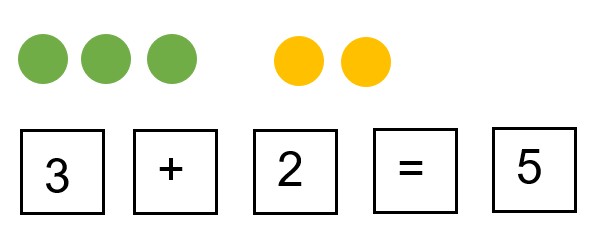 3 + 2 = 5